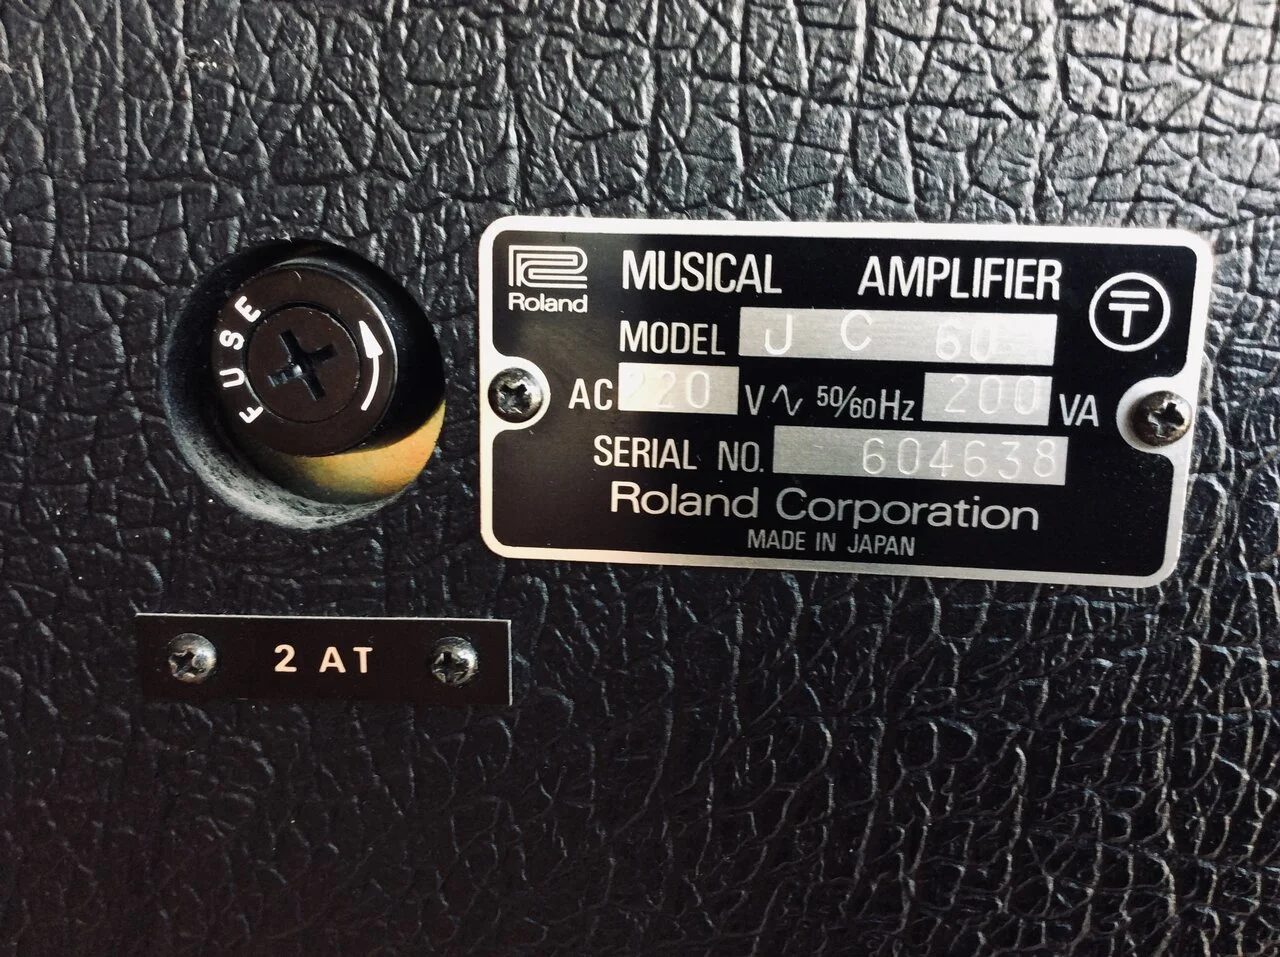 FUSE
2 AT
Roland
MUSICAL AMPLIFIER
〒
MODEL J C 60
AC 220 V∿ 50/60Hz 200 VA
SERIAL NO. 604638
Roland Corporation
MADE IN JAPAN